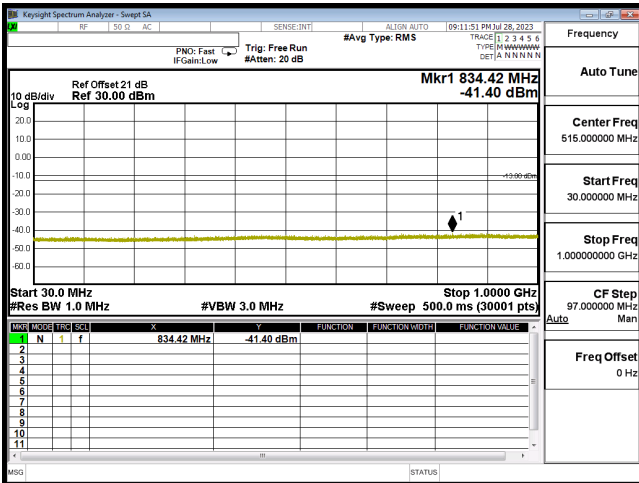 Keysight Spectrum Analyzer - Swept SA
RF 50 Ω AC SENSE:INT ALIGN AUTO 09:11:51 PM Jul 28, 2023
#Avg Type: RMS
TRACE 1 2 3 4 5 6
TYPE M WWWWW
DET A N N N N N
PNO: Fast
IFGain:Low
Trig: Free Run
#Atten: 20 dB
Mkr1 834.42 MHz
-41.40 dBm
Ref Offset 21 dB
10 dB/div Ref 30.00 dBm
Log
20.0
10.0
0.00
-10.0
-13.00 dBm
-20.0
-30.0
1
-40.0
-50.0
-60.0
Start 30.0 MHz Stop 1.0000 GHz
#Res BW 1.0 MHz #VBW 3.0 MHz #Sweep 500.0 ms (30001 pts)
MKR MODE TRC SCL X Y FUNCTION FUNCTION WIDTH FUNCTION VALUE
1 N 1 f 834.42 MHz -41.40 dBm
2
3
4
5
6
7
8
9
10
11
MSG STATUS
Frequency
Auto Tune
Center Freq
515.000000 MHz
Start Freq
30.000000 MHz
Stop Freq
1.000000000 GHz
CF Step
97.000000 MHz
Auto Man
Freq Offset
0 Hz